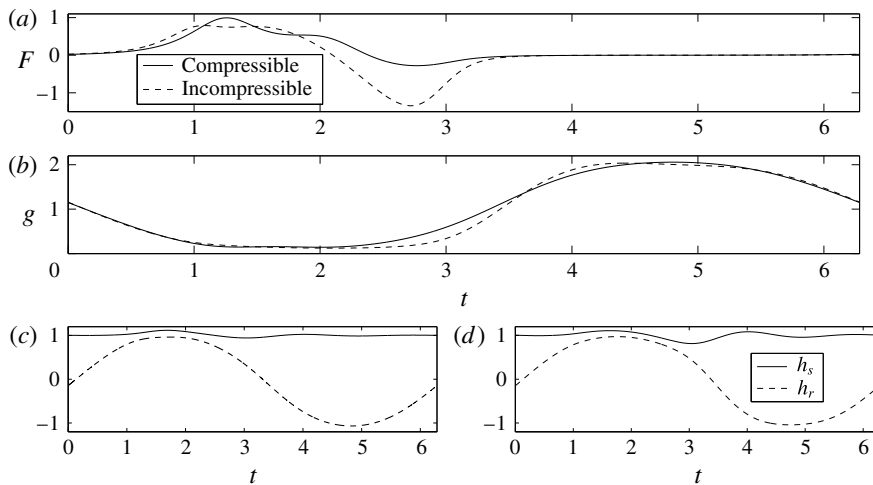 (a)
1
F
0
Compressible
Incompressible
−1
0 1 2 3 4 5 6
(b)
2
g
1
0
0 1 2 3 4 5 6
t
(c) (d)
1 1
0 0
h_s
h_r
−1 −1
0 1 2 3 4 5 6 0 1 2 3 4 5 6
t t